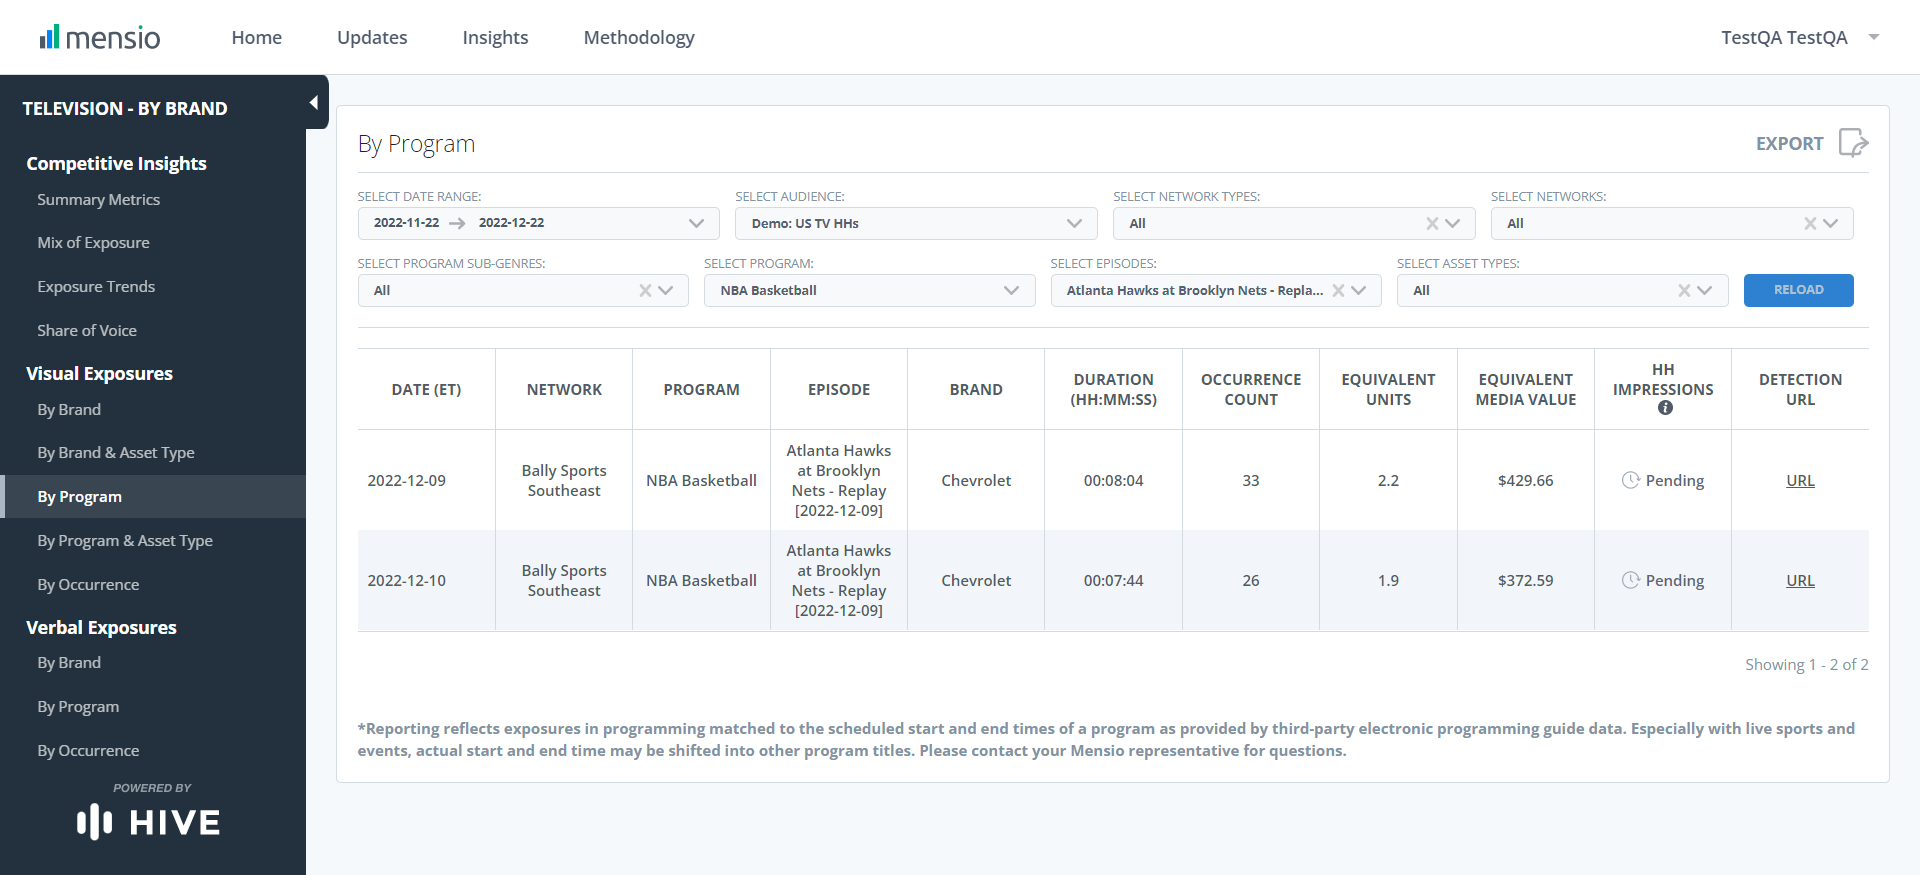 mensio
Home
Updates
Insights
Methodology
TestQA TestQA
TELEVISION - BY BRAND
Competitive Insights
Summary Metrics
Mix of Exposure
Exposure Trends
Share of Voice
Visual Exposures
By Brand
By Brand & Asset Type
By Program
By Program & Asset Type
By Occurrence
Verbal Exposures
By Brand
By Program
By Occurrence
POWERED BY
HIVE
By Program
EXPORT
SELECT DATE RANGE:
2022-11-22
2022-12-22
SELECT AUDIENCE:
Demo: US TV HHs
SELECT NETWORK TYPES:
All
SELECT NETWORKS:
All
SELECT PROGRAM SUB-GENRES:
All
SELECT PROGRAM:
NBA Basketball
SELECT EPISODES:
Atlanta Hawks at Brooklyn Nets - Repla...
SELECT ASSET TYPES:
All
RELOAD
DATE (ET)
NETWORK
PROGRAM
EPISODE
BRAND
DURATION
(HH:MM:SS)
OCCURRENCE
COUNT
EQUIVALENT
UNITS
EQUIVALENT
MEDIA VALUE
HH
IMPRESSIONS
DETECTION
URL
2022-12-09
Bally Sports
Southeast
NBA Basketball
Atlanta Hawks
at Brooklyn
Nets - Replay
[2022-12-09]
Chevrolet
00:08:04
33
2.2
$429.66
Pending
URL
2022-12-10
Bally Sports
Southeast
NBA Basketball
Atlanta Hawks
at Brooklyn
Nets - Replay
[2022-12-09]
Chevrolet
00:07:44
26
1.9
$372.59
Pending
URL
Showing 1 - 2 of 2
*Reporting reflects exposures in programming matched to the scheduled start and end times of a program as provided by third-party electronic programming guide data. Especially with live sports and
events, actual start and end time may be shifted into other program titles. Please contact your Mensio representative for questions.